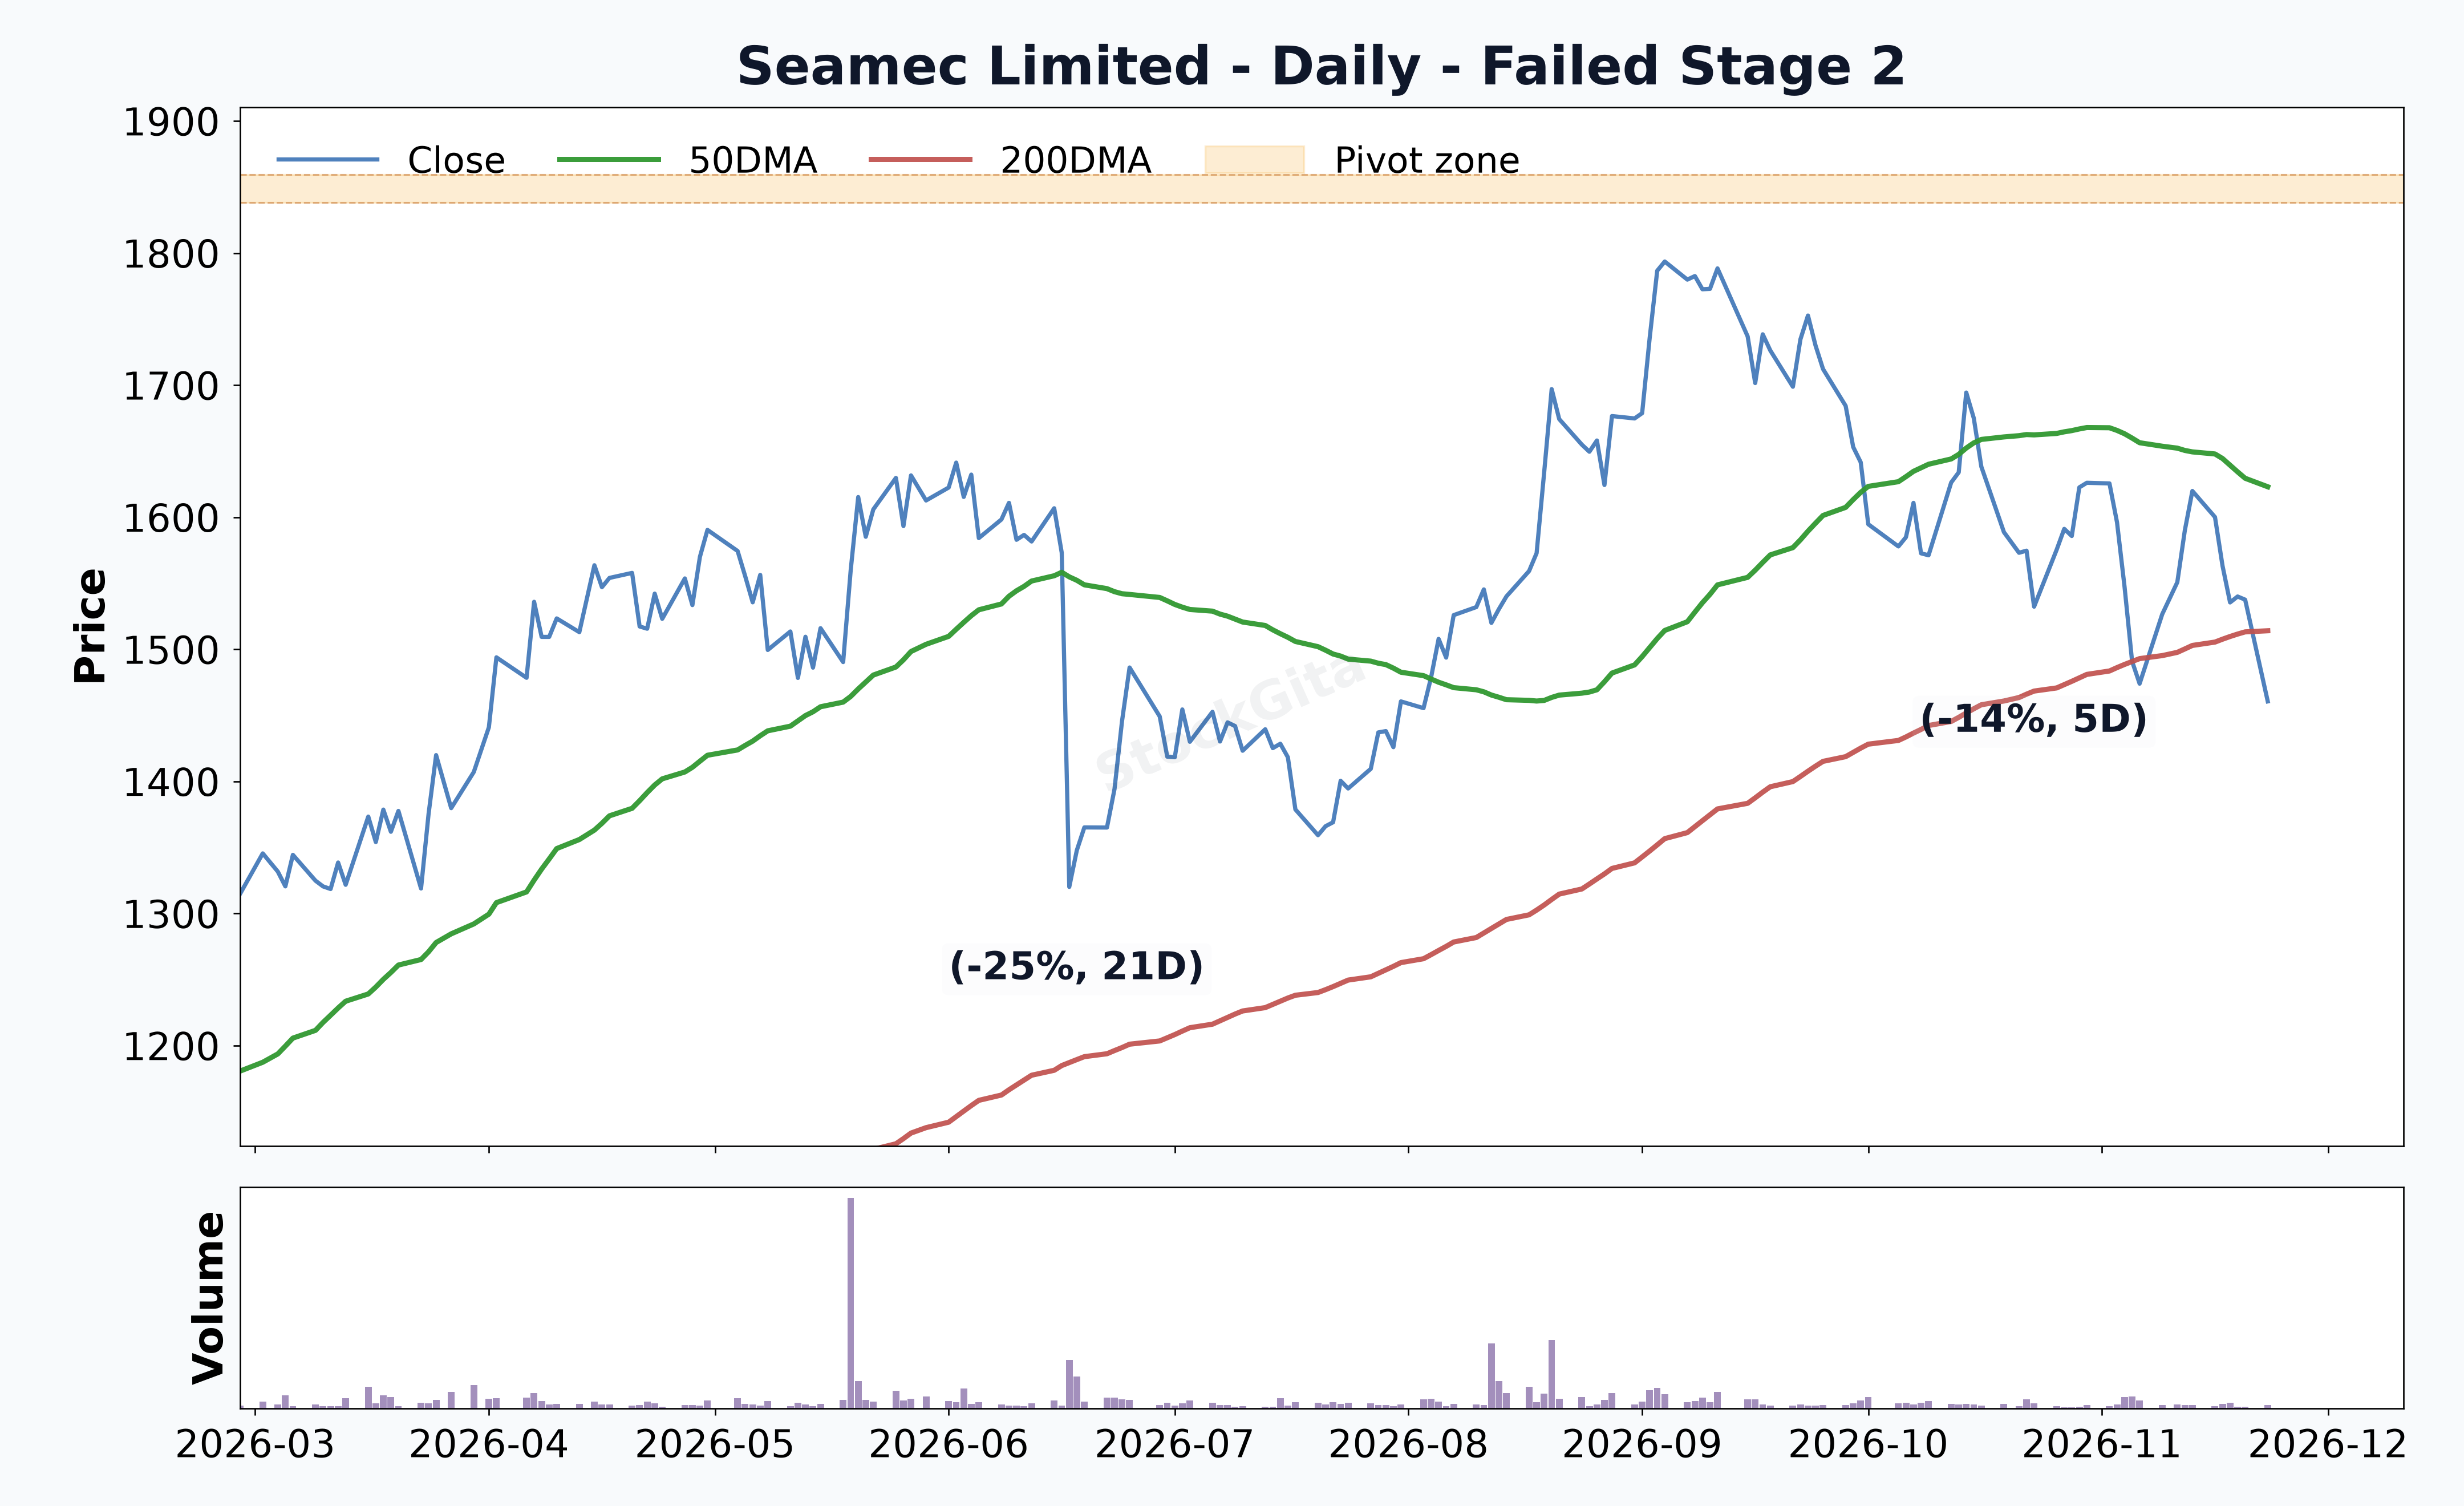 Seamec Limited - Daily - Failed Stage 2
Close 50DMA 200DMA Pivot zone
Price
1900
1800
1700
1600
1500
1400
1300
1200
StockGita
(-25%, 21D)
(-14%, 5D)
Volume
2026-03 2026-04 2026-05 2026-06 2026-07 2026-08 2026-09 2026-10 2026-11 2026-12